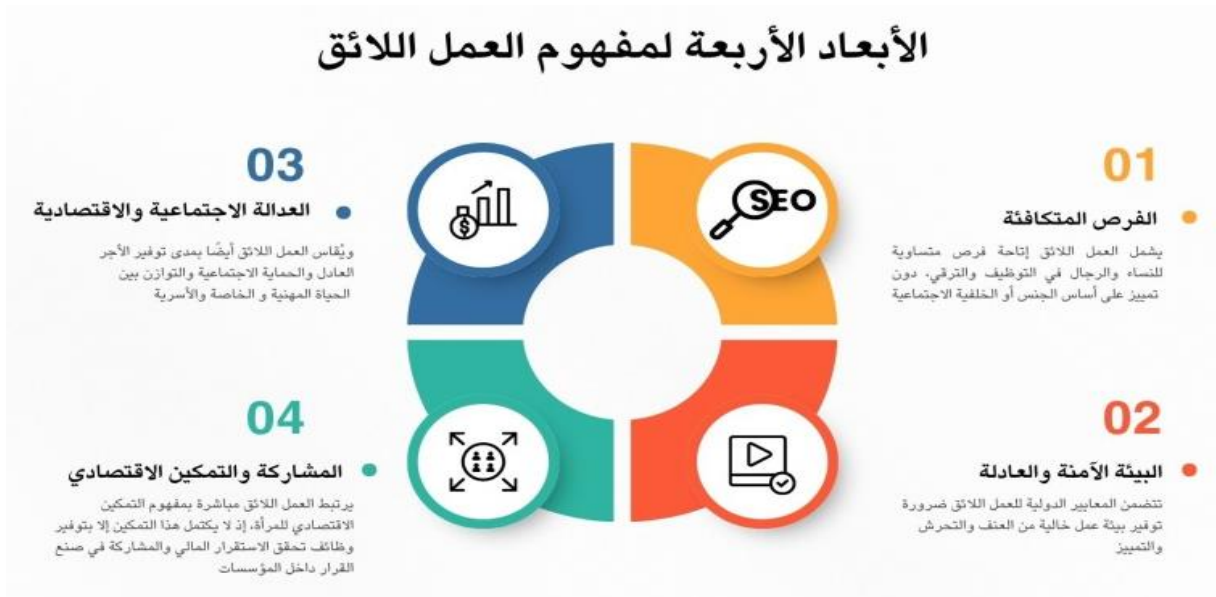 الأبعاد الأربعة لمفهوم العمل اللائق
01
الفرص المتكافئة
يشمل العمل اللائق إتاحة فرص متساوية
للنساء والرجال في التوظيف والترقي، دون
تمييز على أساس الجنس أو الخلفية الاجتماعية
SEO
02
البيئة الآمنة والعادلة
تتضمن المعايير الدولية للعمل اللائق ضرورة
توفير بيئة عمل خالية من العنف والتحرش
والتمييز
03
العدالة الاجتماعية والاقتصادية
ويُقاس العمل اللائق أيضًا بمدى توفير الأجر
العادل والحماية الاجتماعية والتوازن بين
الحياة المهنية و الخاصة والأسرية
$
04
المشاركة والتمكين الاقتصادي
يرتبط العمل اللائق مباشرة بمفهوم التمكين
الاقتصادي للمرأة، إذ لا يكتمل هذا التمكين إلا بتوفير
وظائف تحقق الاستقرار المالي والمشاركة في صنع
القرار داخل المؤسسات